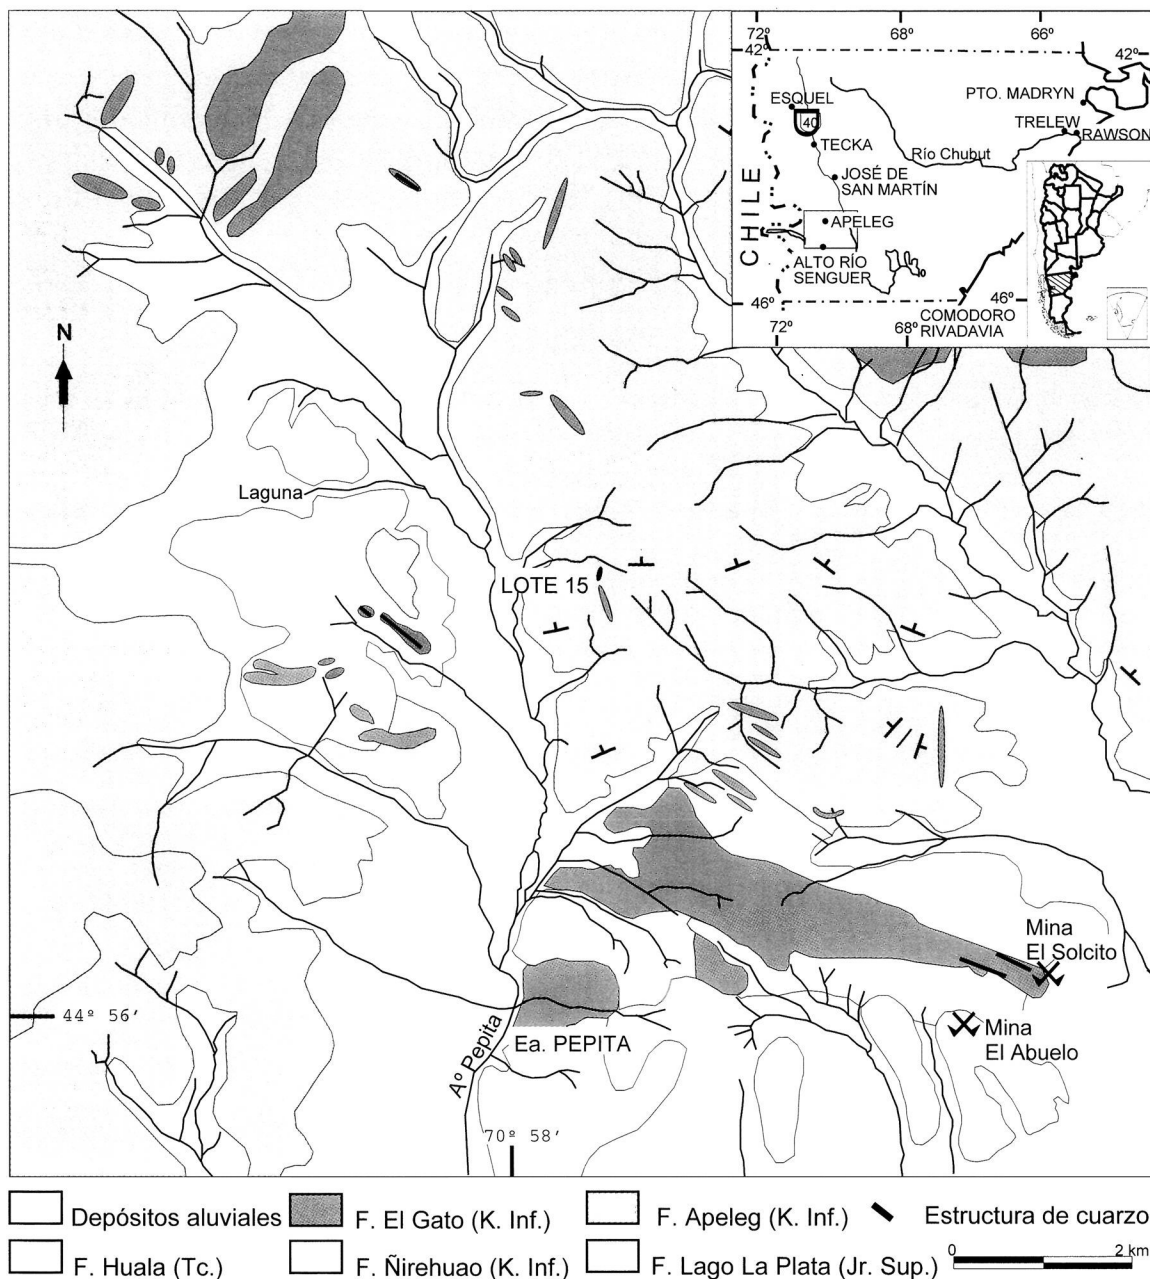 72º
68º
66º
42º
42º
ESQUEL
40
TECKA
PTO. MADRYN
TRELEW
RAWSON
Río Chubut
JOSÉ DE
SAN MARTÍN
CHILE
APELEG
ALTO RÍO
SENGUER
46º
46º
72º
68º
COMODORO
RIVADAVIA
N
Laguna
LOTE 15
Mina
El Solcito
44º 56'
Ea. PEPITA
Mina
El Abuelo
Aº Pepita
70º 58'
Depósitos aluviales
F. El Gato (K. Inf.)
F. Apeleg (K. Inf.)
Estructura de cuarzo
F. Huala (Tc.)
F. Ñirehuao (K. Inf.)
F. Lago La Plata (Jr. Sup.)
0
2 km